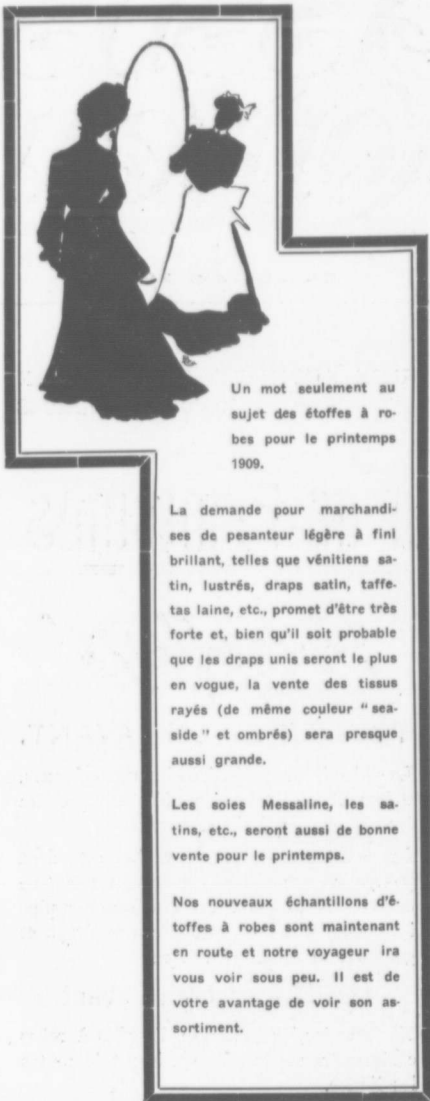 Un mot seulement au
sujet des étoffes à ro-
bes pour le printemps
1909.
La demande pour marchandi-
ses de pesanteur légère à fini
brillant, telles que vénitiens sa-
tin, lustrés, draps satin, taffe-
tas laine, etc., promet d'être très
forte et, bien qu'il soit probable
que les draps unis seront le plus
en vogue, la vente des tissus
rayés (de même couleur "sea-
side" et ombrés) sera presque
aussi grande.
Les soies Messaline, les sa-
tins, etc., seront aussi de bonne
vente pour le printemps.
Nos nouveaux échantillons d'é-
toffes à robes sont maintenant
en route et notre voyageur ira
vous voir sous peu. Il est de
votre avantage de voir son as-
sortiment.